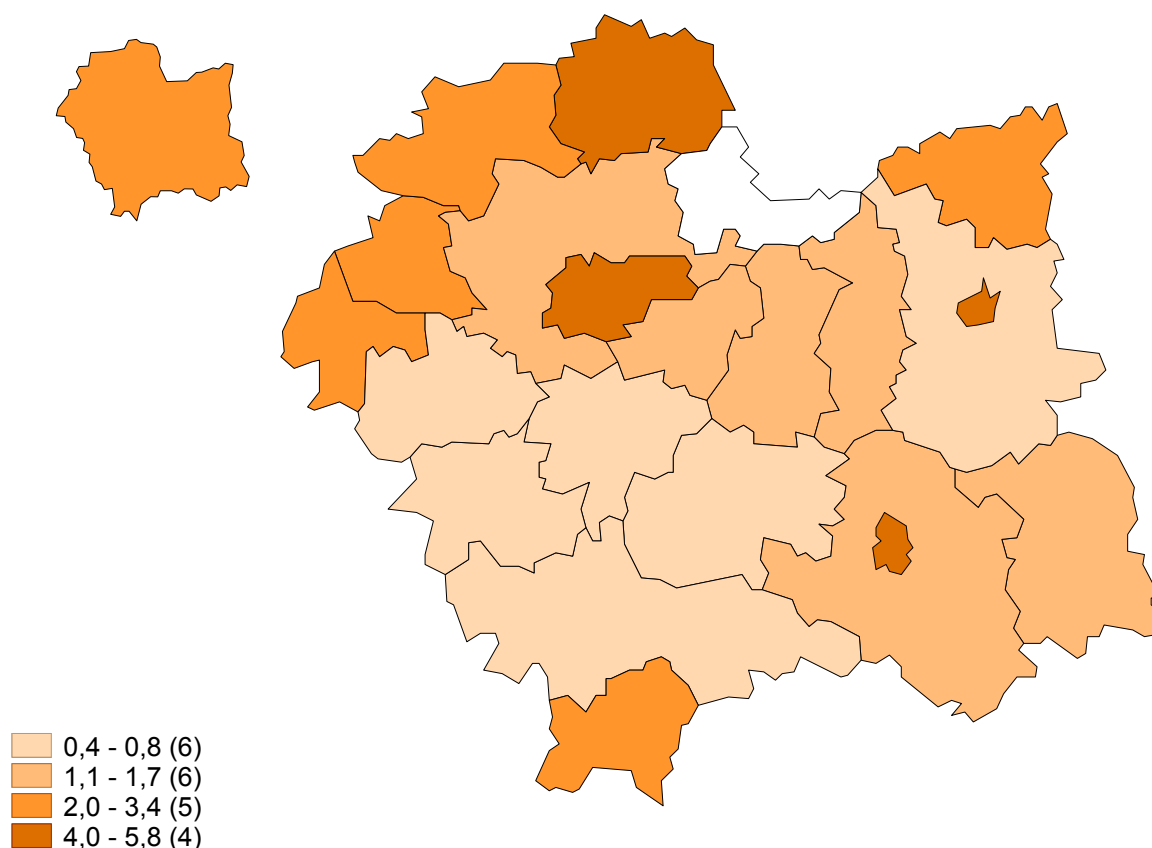 0,4 - 0,8 (6)
1,1 - 1,7 (6)
2,0 - 3,4 (5)
4,0 - 5,8 (4)